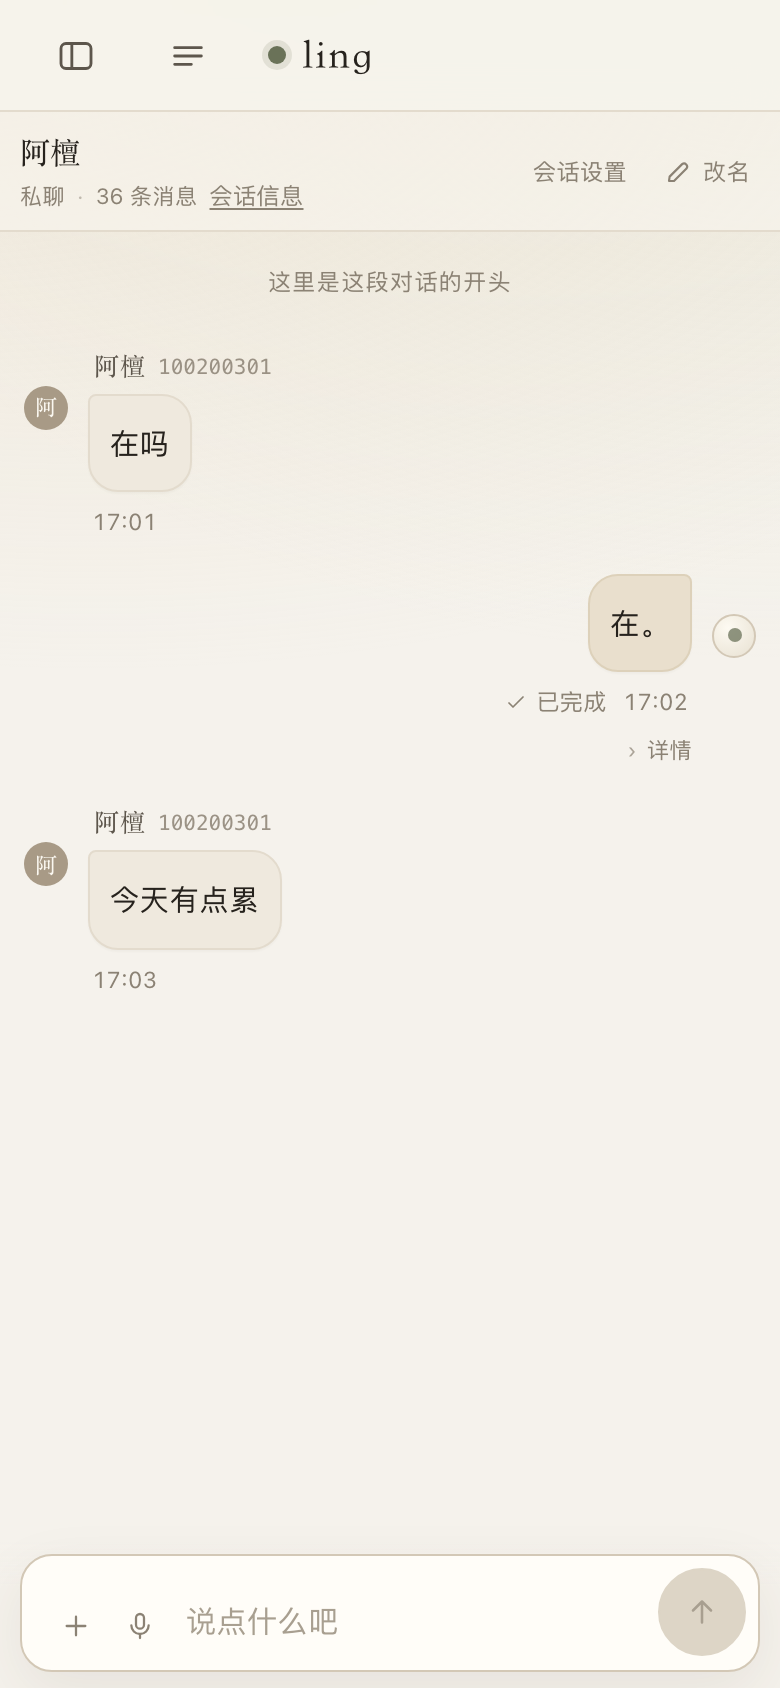 ling
阿檀
私聊 · 36 条消息 会话信息
会话设置
改名
这里是这段对话的开头
阿檀 100200301
阿
在吗
17:01
在。
已完成 17:02
› 详情
阿檀 100200301
阿
今天有点累
17:03
说点什么吧